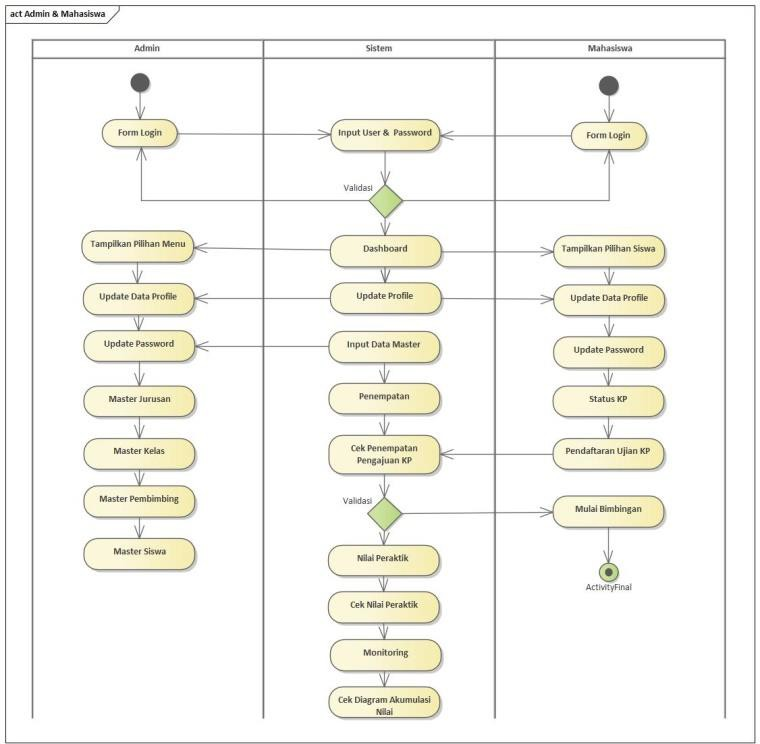 act Admin & Mahasiswa
Admin
Sistem
Mahasiswa
Form Login
Input User & Password
Form Login
Validasi
Tampilkan Pilihan Menu
Dashboard
Tampilkan Pilihan Siswa
Update Data Profile
Update Profile
Update Data Profile
Update Password
Input Data Master
Update Password
Master Jurusan
Penempatan
Status KP
Master Kelas
Cek Penempatan
Pengajuan KP
Pendaftaran Ujian KP
Master Pembimbing
Validasi
Mulai Bimbingan
Master Siswa
Nilai Peraktik
ActivityFinal
Cek Nilai Peraktik
Monitoring
Cek Diagram Akumulasi
Nilai